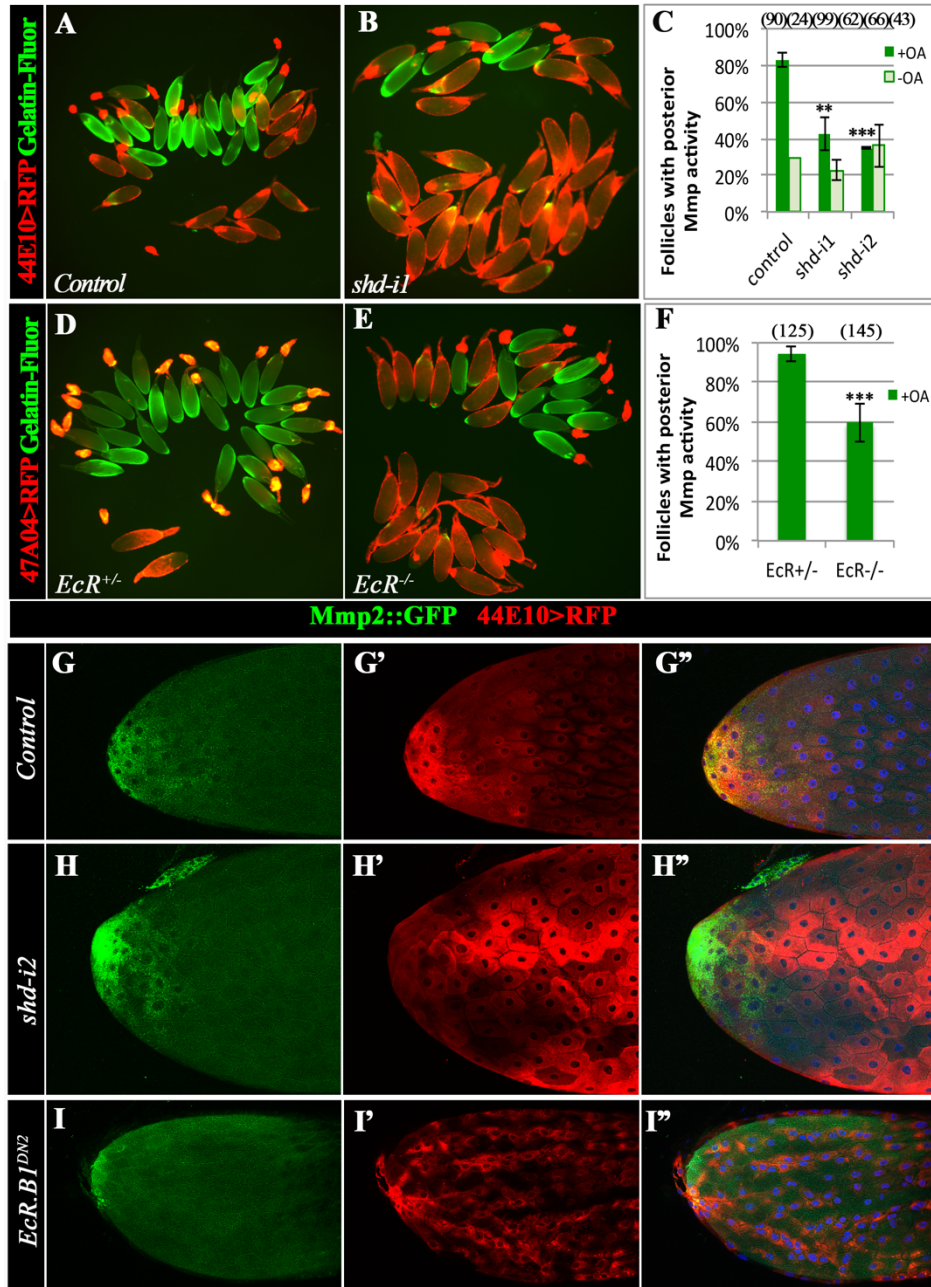 44E10>RFP Gelatin-Fluor
A
Control
B
shd-i1
C
(90)(24)(99)(62)(66)(43)
Follicles with posterior
Mmp activity
100%
80%
60%
40%
20%
0%
+OA
-OA
**
***
control
shd-i1
shd-i2
47A04>RFP Gelatin-Fluor
D
EcR+/-
E
EcR-/-
F
(125)
(145)
Follicles with posterior
Mmp activity
100%
80%
60%
40%
20%
0%
+OA
***
EcR+/-
EcR-/-
Mmp2::GFP 44E10>RFP
Control
G
G'
G"
shd-i2
H
H'
H"
EcR.B1DN2
I
I'
I"